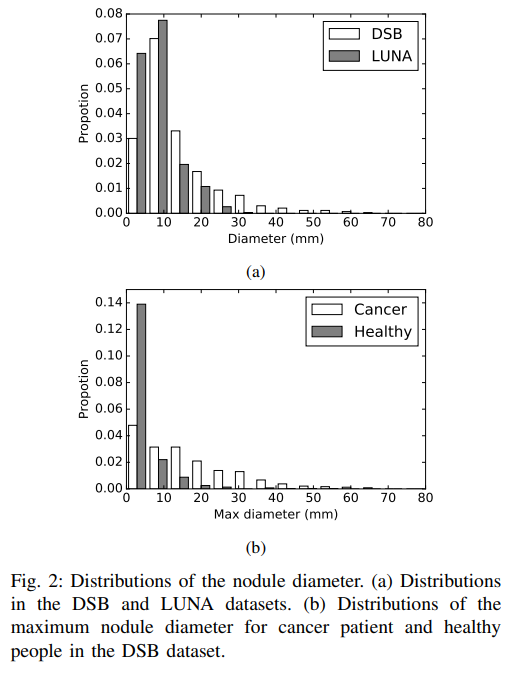 0.08
0.07
0.06
0.05
0.04
0.03
0.02
0.01
0.00
Propotion
DSB
LUNA
0 10 20 30 40 50 60 70 80
Diameter (mm)
(a)
0.14
0.12
0.10
0.08
0.06
0.04
0.02
0.00
Propotion
Cancer
Healthy
0 10 20 30 40 50 60 70 80
Max diameter (mm)
(b)
Fig. 2: Distributions of the nodule diameter. (a) Distributions
in the DSB and LUNA datasets. (b) Distributions of the
maximum nodule diameter for cancer patient and healthy
people in the DSB dataset.